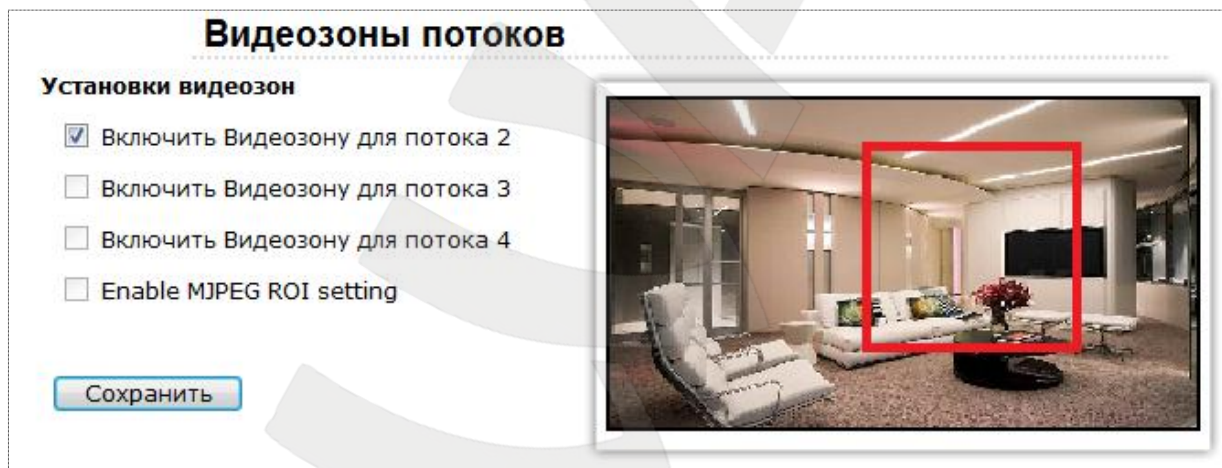 Видеозоны потоков
Установки видеозон
Включить Видеозону для потока 2
Включить Видеозону для потока 3
Включить Видеозону для потока 4
Enable MJPEG ROI setting
Сохранить